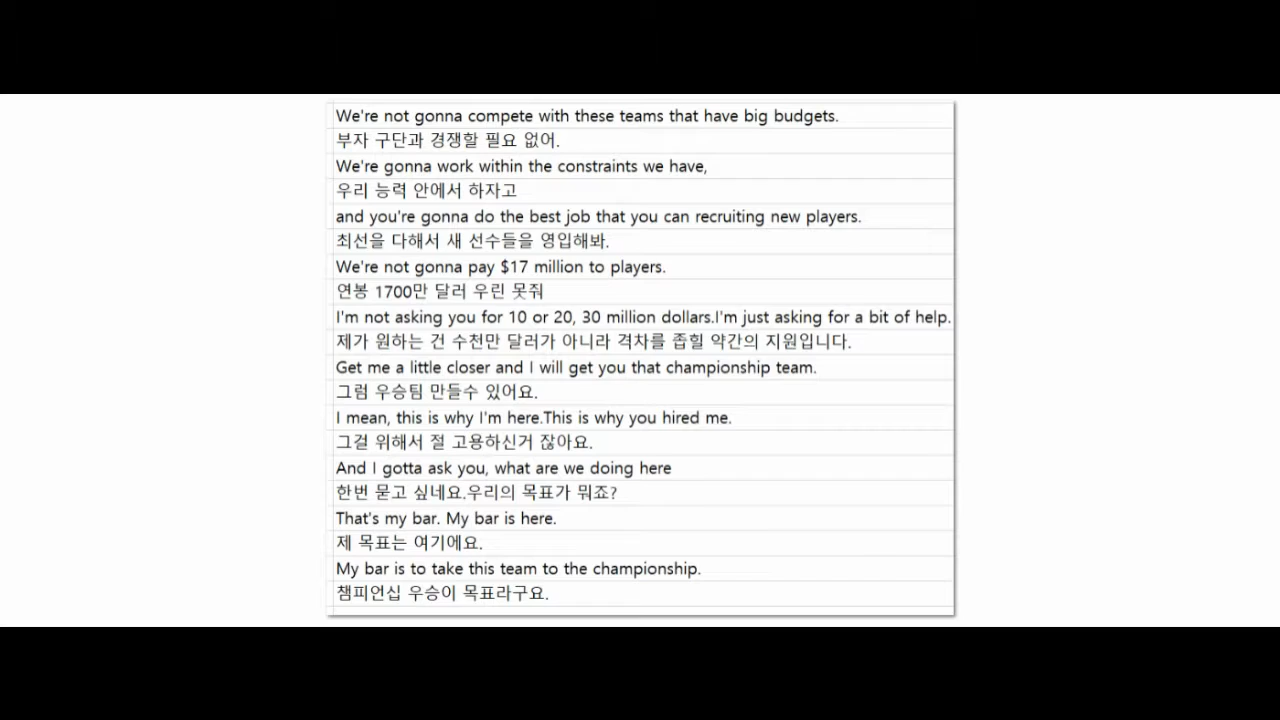 We're not gonna compete with these teams that have big budgets.
부자 구단과 경쟁할 필요 없어.
We're gonna work within the constraints we have,
우리 능력 안에서 하자고
and you're gonna do the best job that you can recruiting new players.
최선을 다해서 새 선수들을 영입해봐.
We're not gonna pay $17 million to players.
연봉 1700만 달러 우린 못줘
I'm not asking you for 10 or 20, 30 million dollars.I'm just asking for a bit of help.
제가 원하는 건 수천만 달러가 아니라 격차를 좁힐 약간의 지원입니다.
Get me a little closer and I will get you that championship team.
그럼 우승팀 만들수 있어요.
I mean, this is why I'm here.This is why you hired me.
그걸 위해서 절 고용하신거 잖아요.
And I gotta ask you, what are we doing here
한번 묻고 싶네요.우리의 목표가 뭐죠?
That's my bar. My bar is here.
제 목표는 여기에요.
My bar is to take this team to the championship.
챔피언십 우승이 목표라구요.